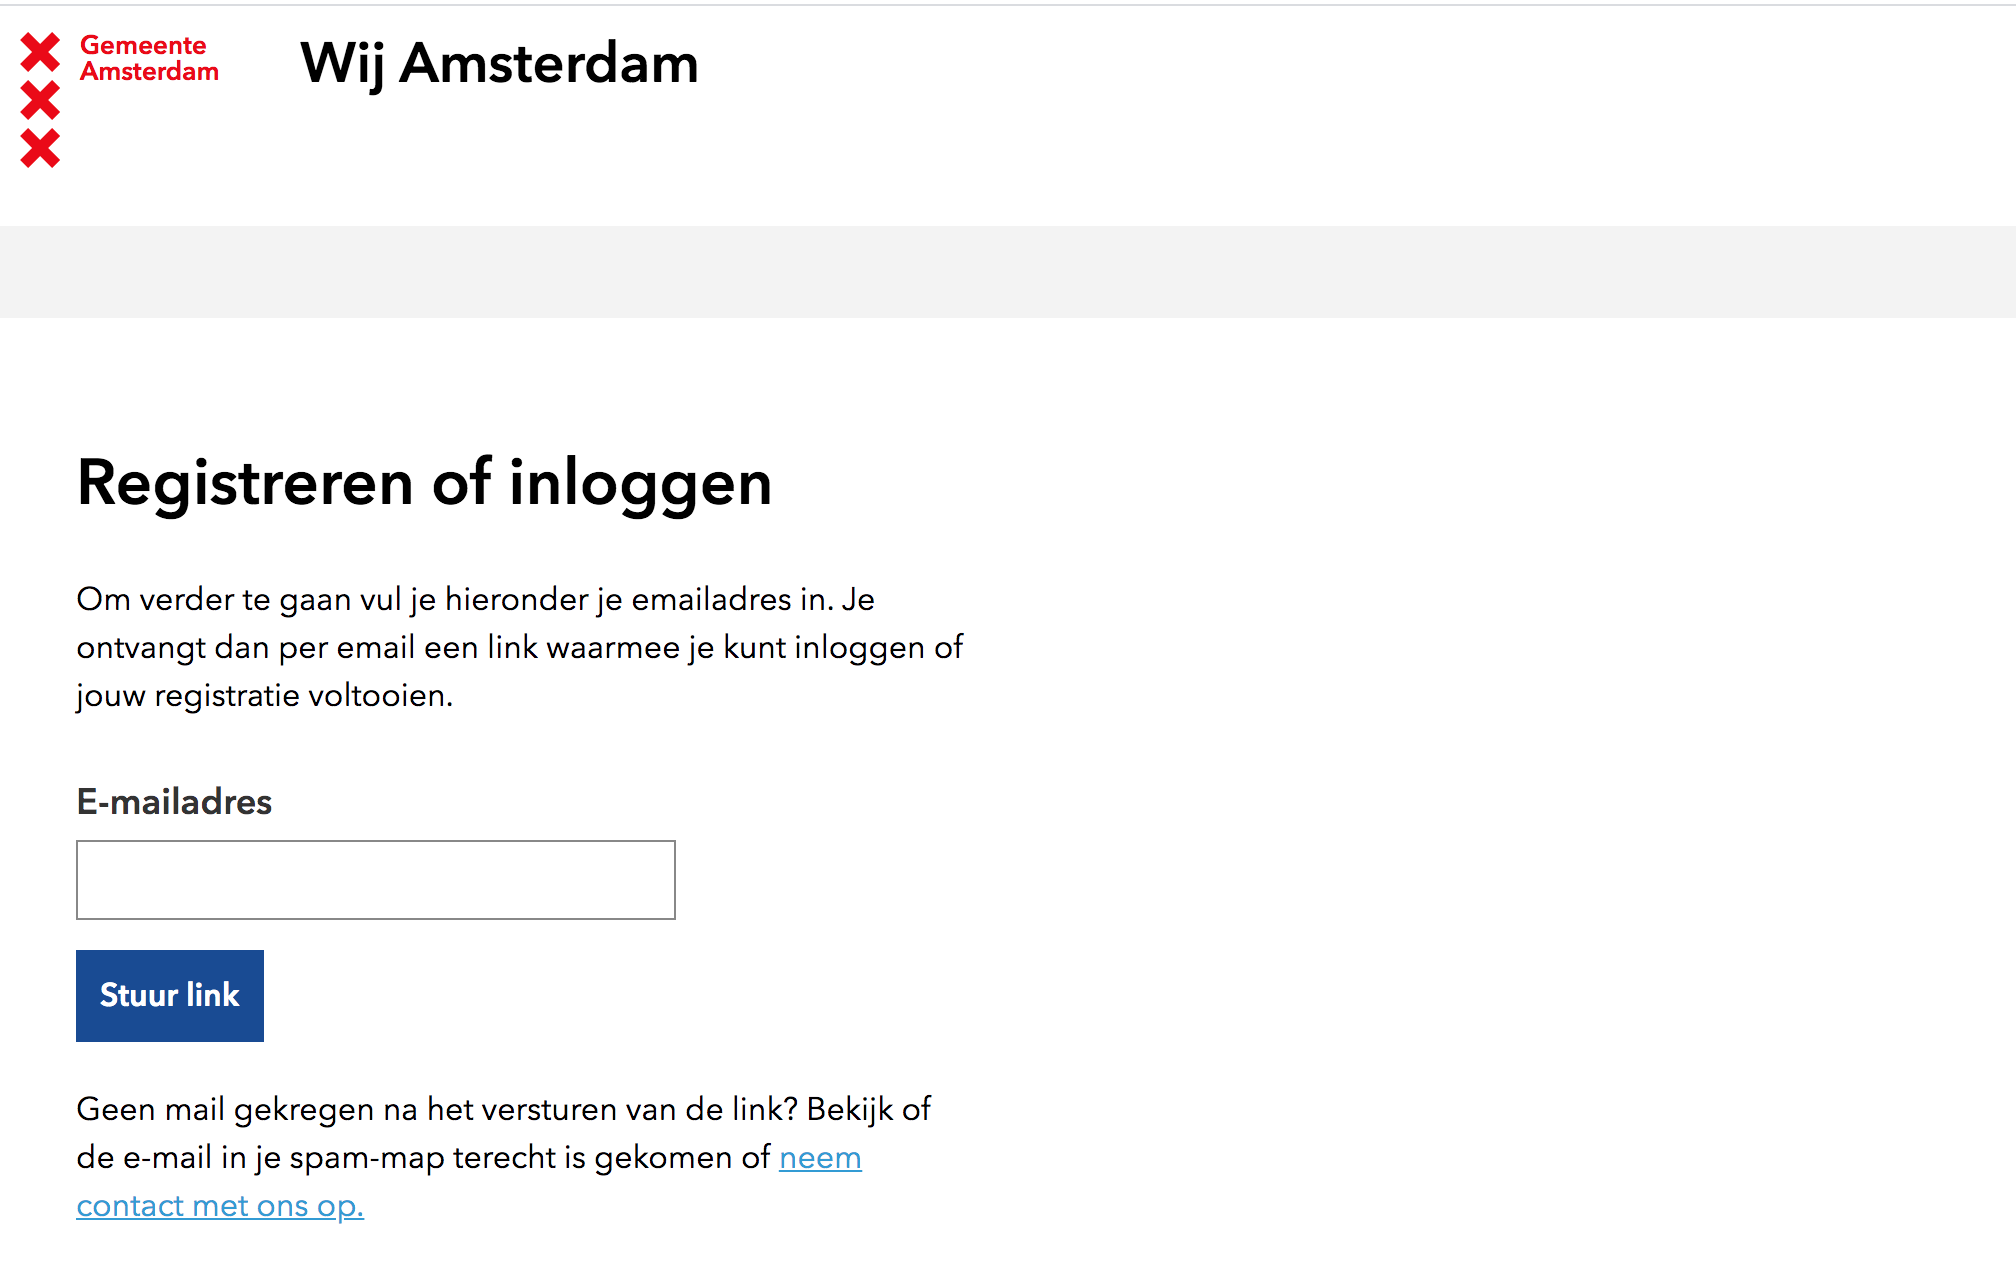 Gemeente
Amsterdam
Wij Amsterdam
Registreren of inloggen
Om verder te gaan vul je hieronder je emailadres in. Je
ontvangt dan per email een link waarmee je kunt inloggen of
jouw registratie voltooien.
E-mailadres
Stuur link
Geen mail gekregen na het versturen van de link? Bekijk of
de e-mail in je spam-map terecht is gekomen of neem
contact met ons op.